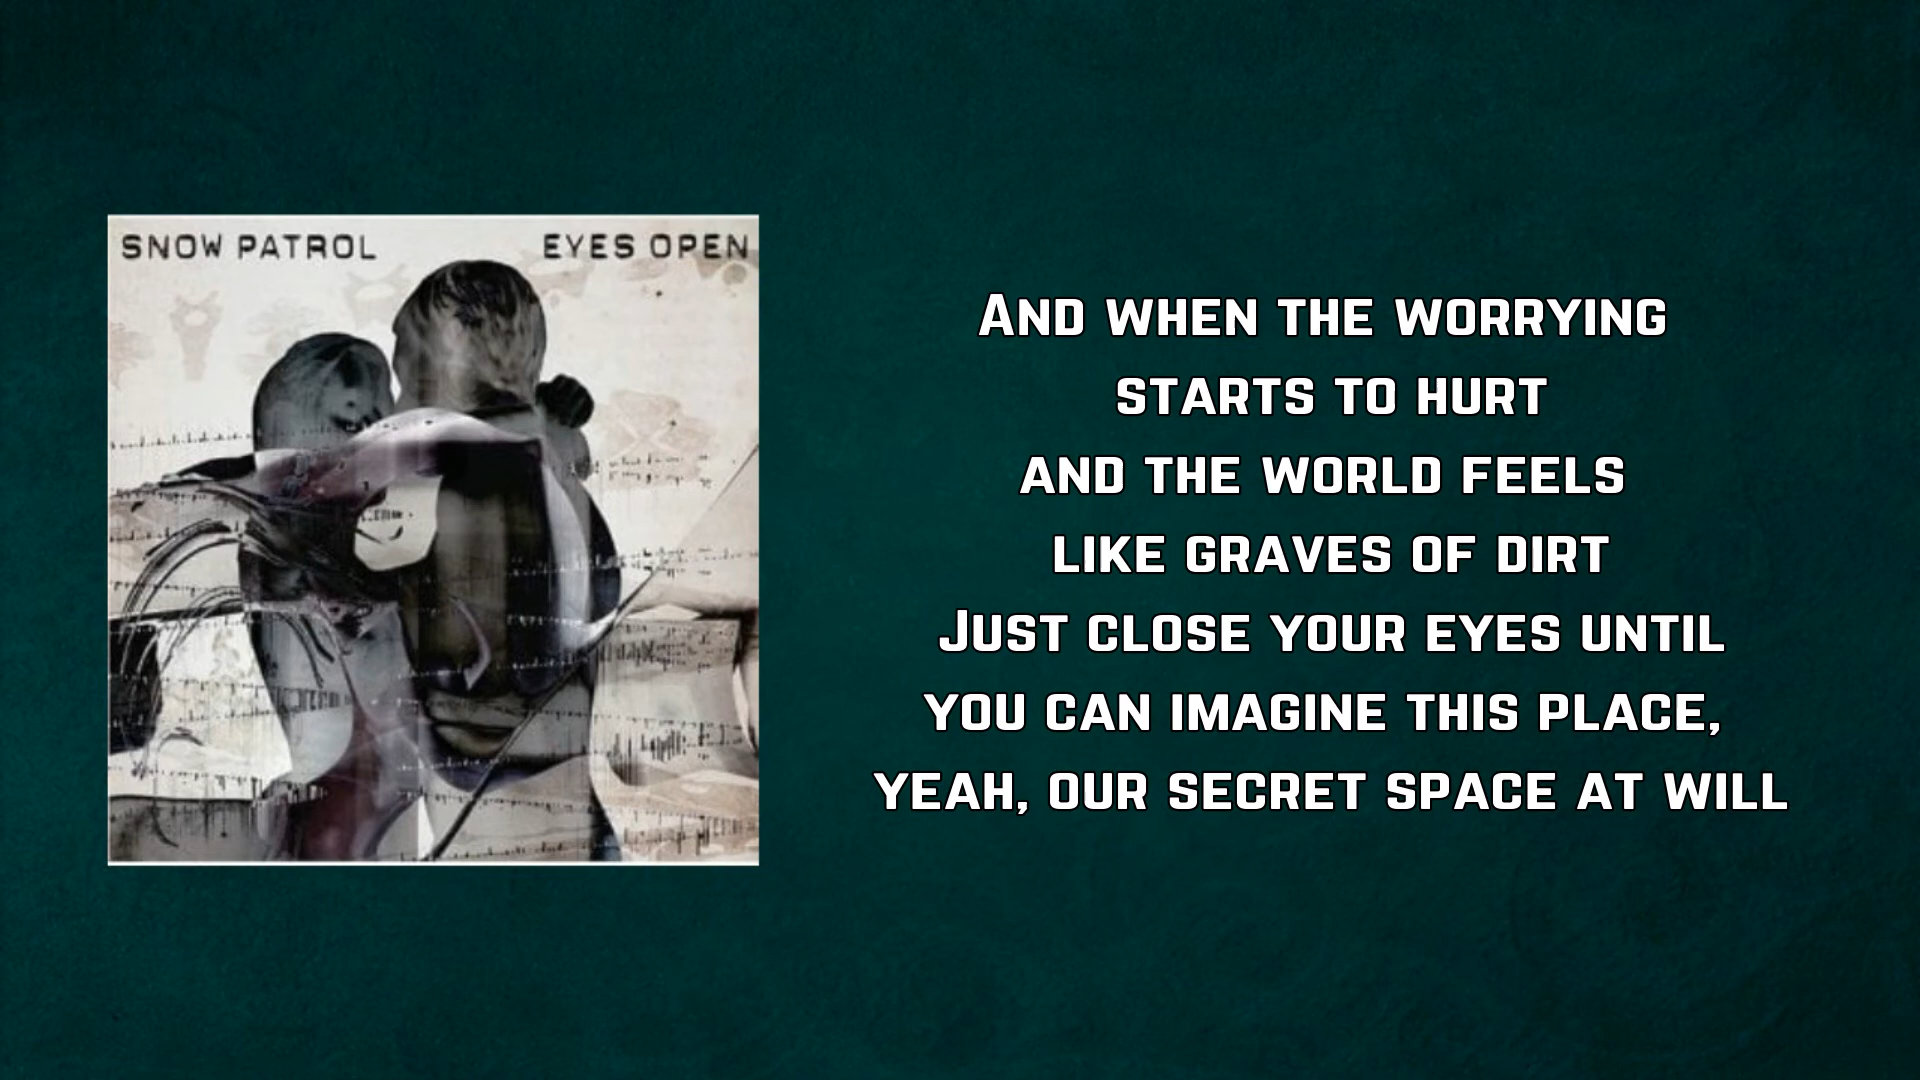 SNOW PATROL EYES OPEN
And when the worrying
starts to hurt
and the world feels
like graves of dirt
Just close your eyes until
you can imagine this place,
yeah, our secret space at will